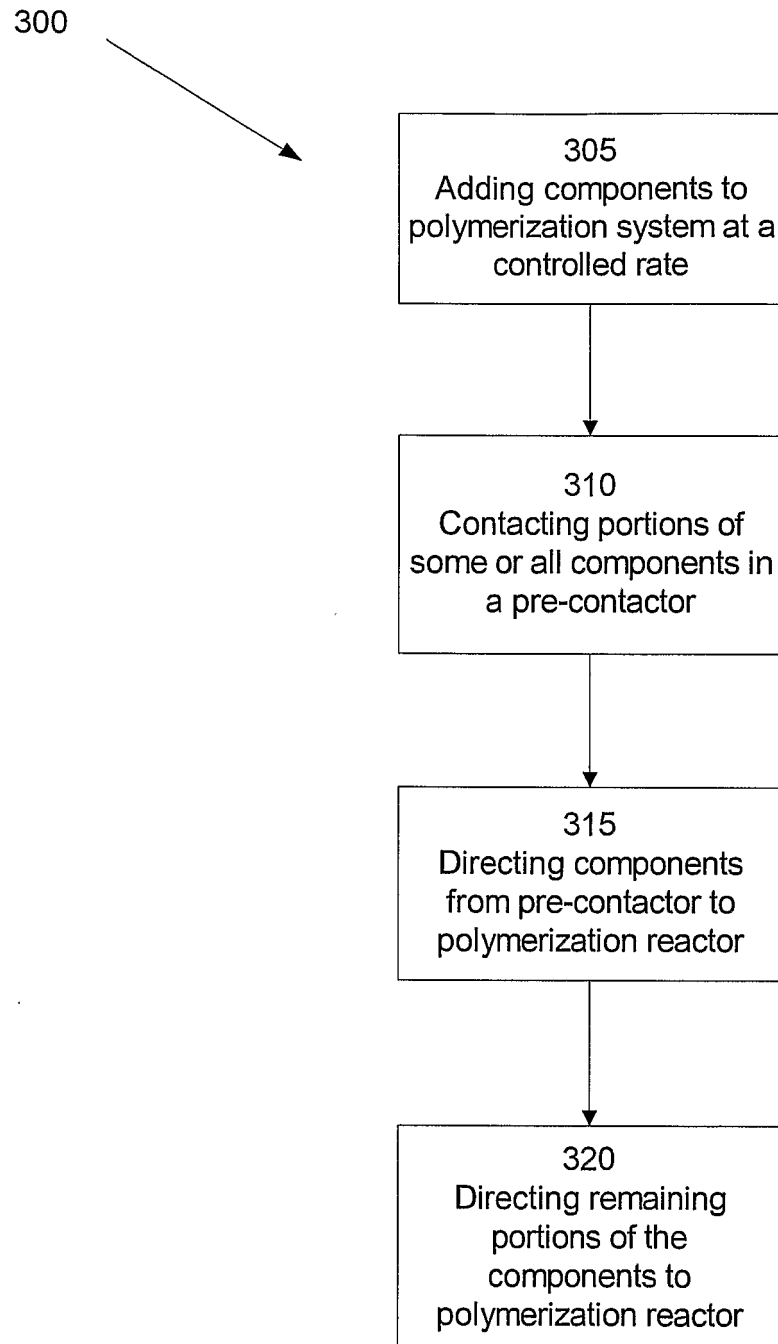 300
305
Adding components to
polymerization system at a
controlled rate
310
Contacting portions of
some or all components in
a pre-contactor
315
Directing components
from pre-contactor to
polymerization reactor
320
Directing remaining
portions of the
components to
polymerization reactor